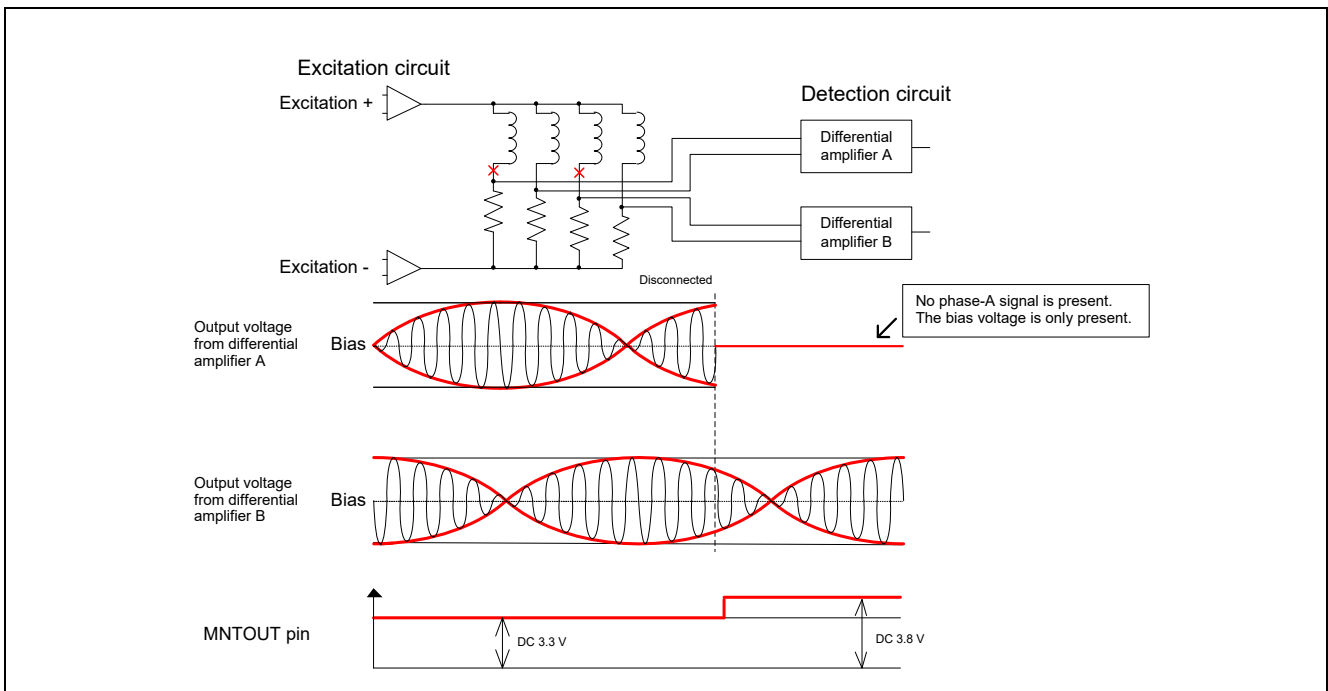 Excitation circuit
Excitation +
Detection circuit
Differential
amplifier A
Differential
amplifier B
Excitation -
Disconnected
No phase-A signal is present.
The bias voltage is only present.
Output voltage
from differential
amplifier A
Bias
Output voltage
from differential
amplifier B
Bias
MNTOUT pin
DC 3.3 V
DC 3.8 V